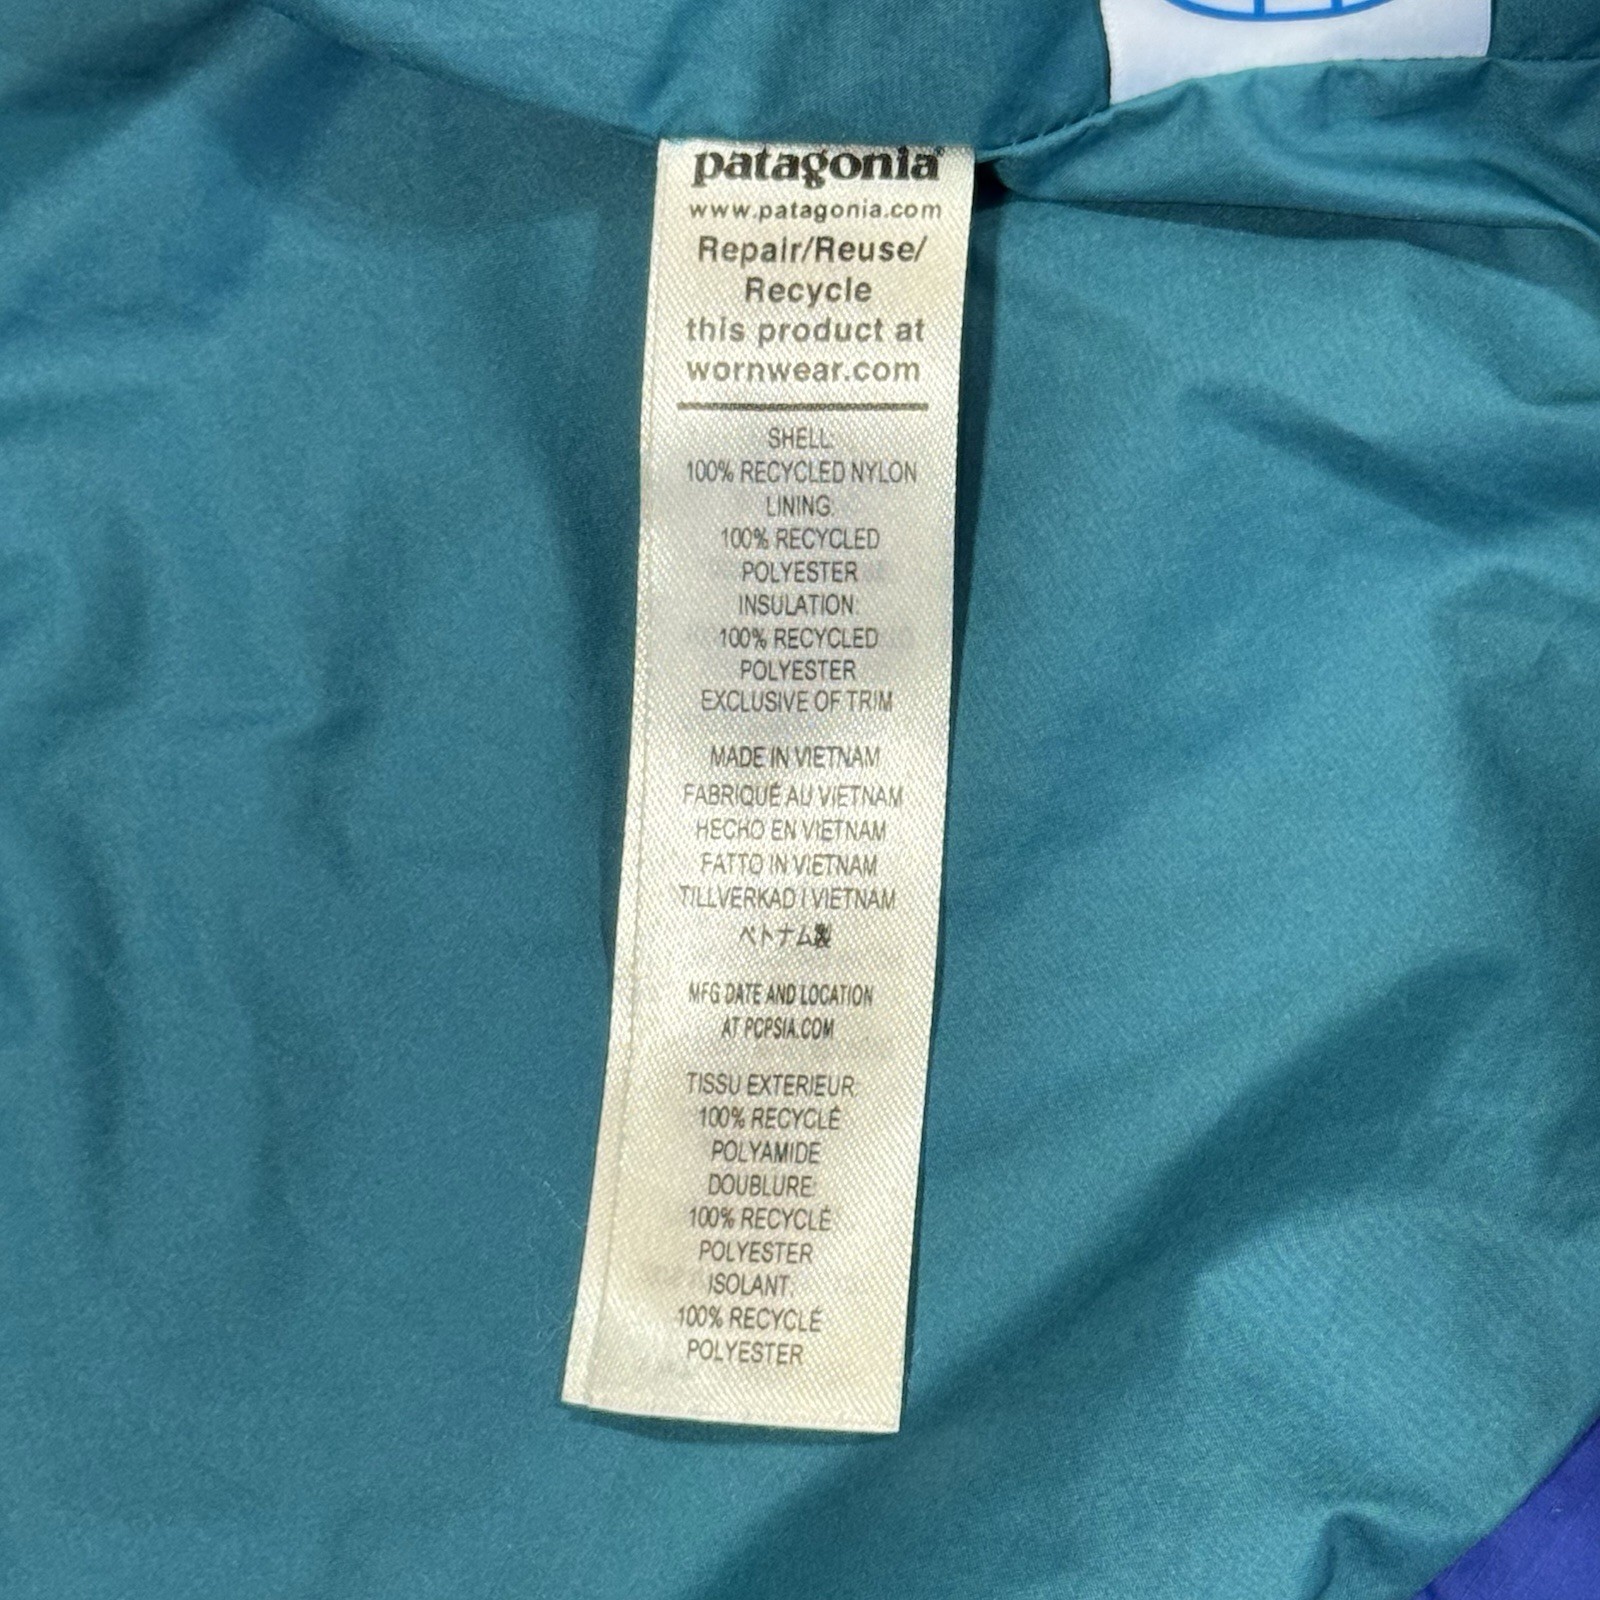 patagonia®
www.patagonia.com
Repair/Reuse/
Recycle
this product at
wornwear.com
SHELL:
100% RECYCLED NYLON
LINING:
100% RECYCLED
POLYESTER
INSULATION:
100% RECYCLED
POLYESTER
EXCLUSIVE OF TRIM
MADE IN VIETNAM
FABRIQUÉ AU VIETNAM
HECHO EN VIETNAM
FATTO IN VIETNAM
TILLVERKAD I VIETNAM
ベトナム製
MFG DATE AND LOCATION
AT PCPSIA.COM
TISSU EXTERIEUR:
100% RECYCLÉ
POLYAMIDE
DOUBLURE:
100% RECYCLÉ
POLYESTER
ISOLANT:
100% RECYCLÉ
POLYESTER